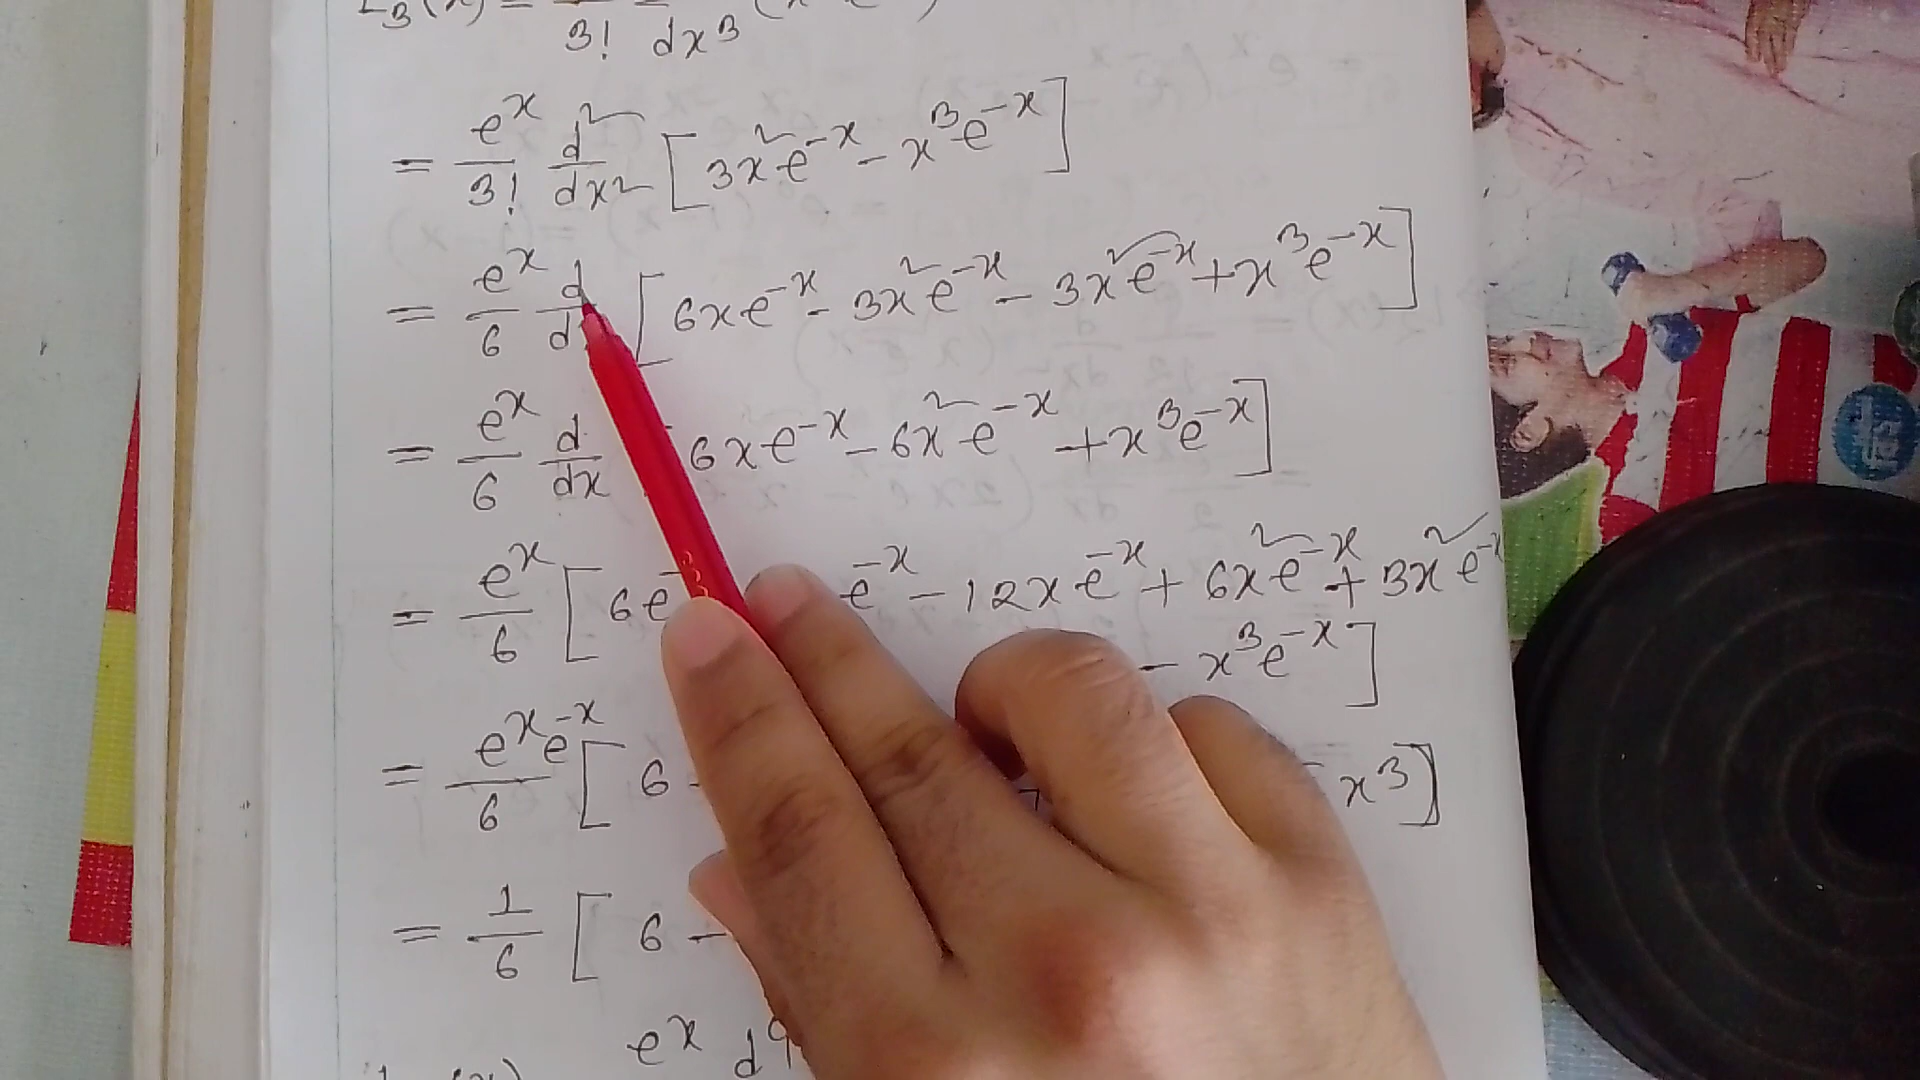 L₃(x) = 3! dx³
= eˣ/3! d²/dx² [3x²e⁻ˣ - x³e⁻ˣ]
= eˣ/6 d/d [6xe⁻ˣ - 3x²e⁻ˣ - 3x²e⁻ˣ + x³e⁻ˣ]
= eˣ/6 d/dx 6xe⁻ˣ - 6x²e⁻ˣ + x³e⁻ˣ]
= eˣ/6 [6e⁻ e⁻ˣ - 12xe⁻ˣ + 6x²e⁻ˣ + 3x²e⁻ˣ
- x³e⁻ˣ]
= eˣe⁻ˣ/6 [6 - x³]
= 1/6 [6 -
eˣ d
(x)